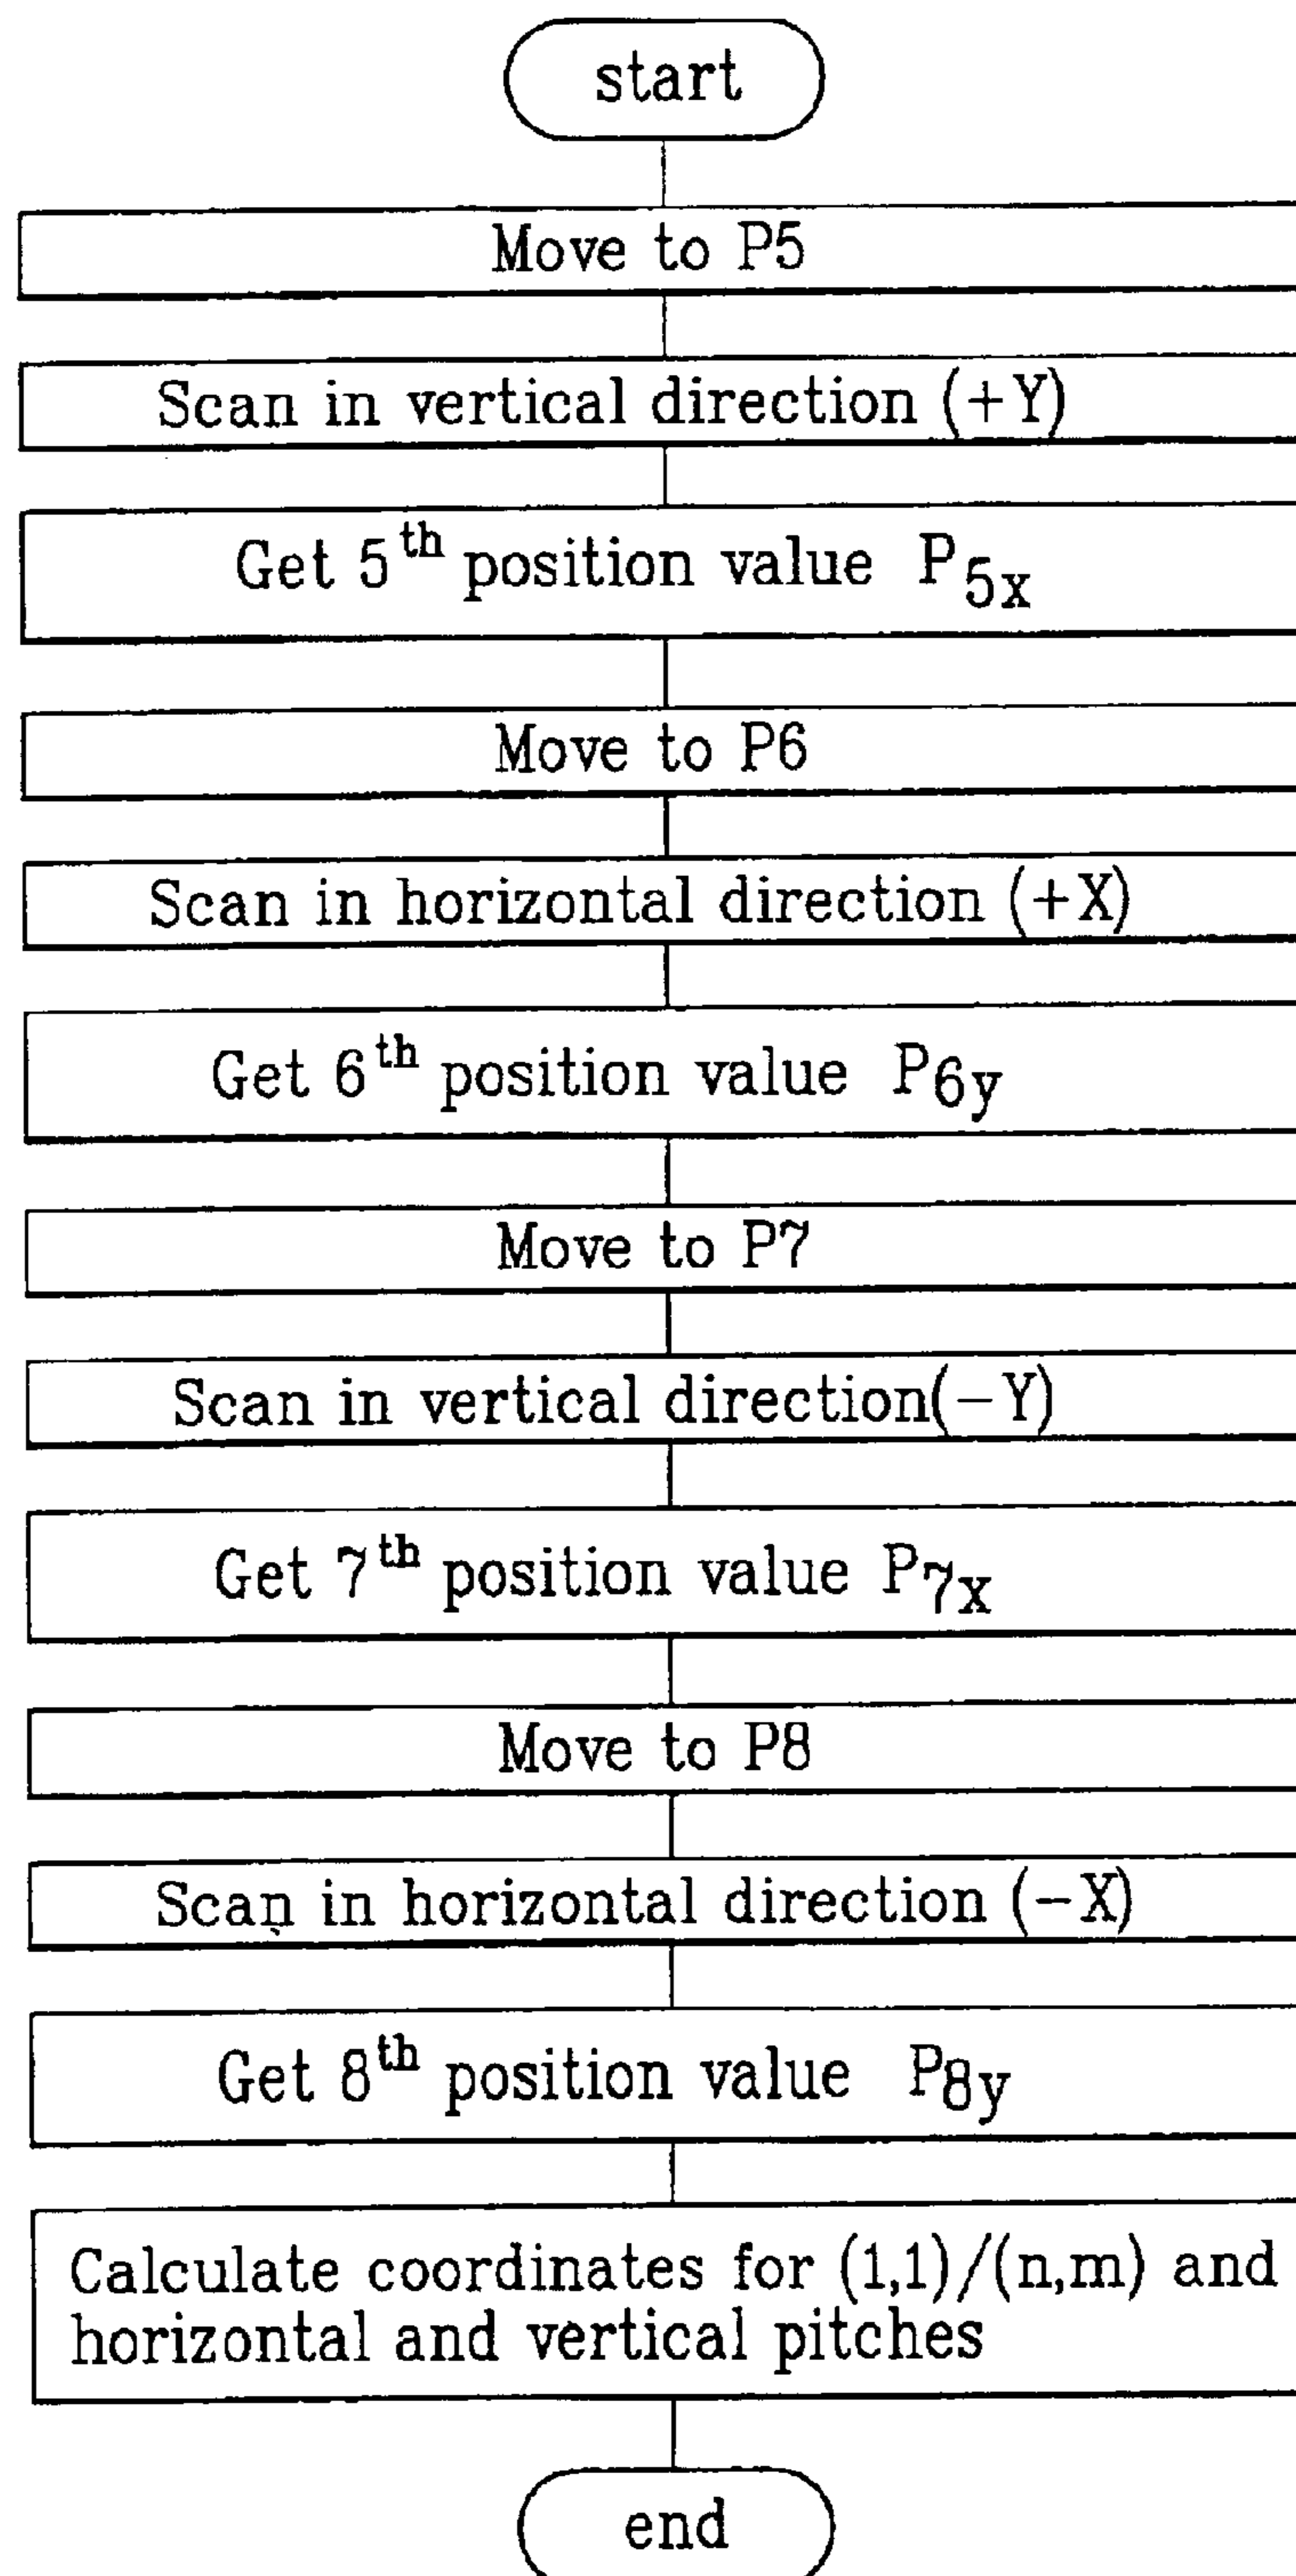 start
Move to P5
Scan in vertical direction (+Y)
Get 5th position value P5x
Move to P6
Scan in horizontal direction (+X)
Get 6th position value P6y
Move to P7
Scan in vertical direction(-Y)
Get 7th position value P7x
Move to P8
Scan in horizontal direction (-X)
Get 8th position value P8y
Calculate coordinates for (1,1)/(n,m) and
horizontal and vertical pitches
end